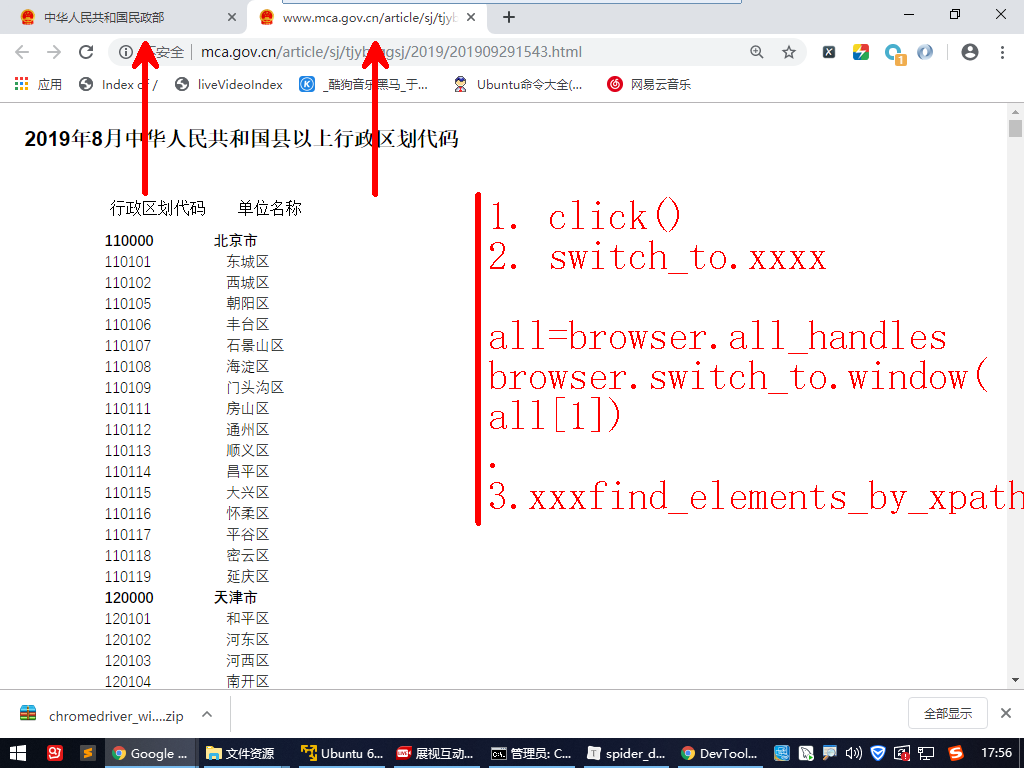 中华人民共和国民政部
www.mca.gov.cn/article/sj/tjyb
安全
mca.gov.cn/article/sj/tjyb gsj/2019/201909291543.html
1
应用
Index of /
liveVideoIndex
_酷狗音乐黑马_于...
Ubuntu命令大全(...
网易云音乐
2019年8月中华人民共和国县以上行政区划代码
行政区划代码 单位名称
110000 北京市
110101 东城区
110102 西城区
110105 朝阳区
110106 丰台区
110107 石景山区
110108 海淀区
110109 门头沟区
110111 房山区
110112 通州区
110113 顺义区
110114 昌平区
110115 大兴区
110116 怀柔区
110117 平谷区
110118 密云区
110119 延庆区
120000 天津市
120101 和平区
120102 河东区
120103 河西区
120104 南开区
1. click()
2. switch_to.xxxx
all=browser.all_handles
browser.switch_to.window(
all[1])
.
3.xxxfind_elements_by_xpath
chromedriver_wi....zip
全部显示
Google ...
文件资源
Ubuntu 6...
展视互动...
管理员: C...
spider_d...
DevTool...
17:56